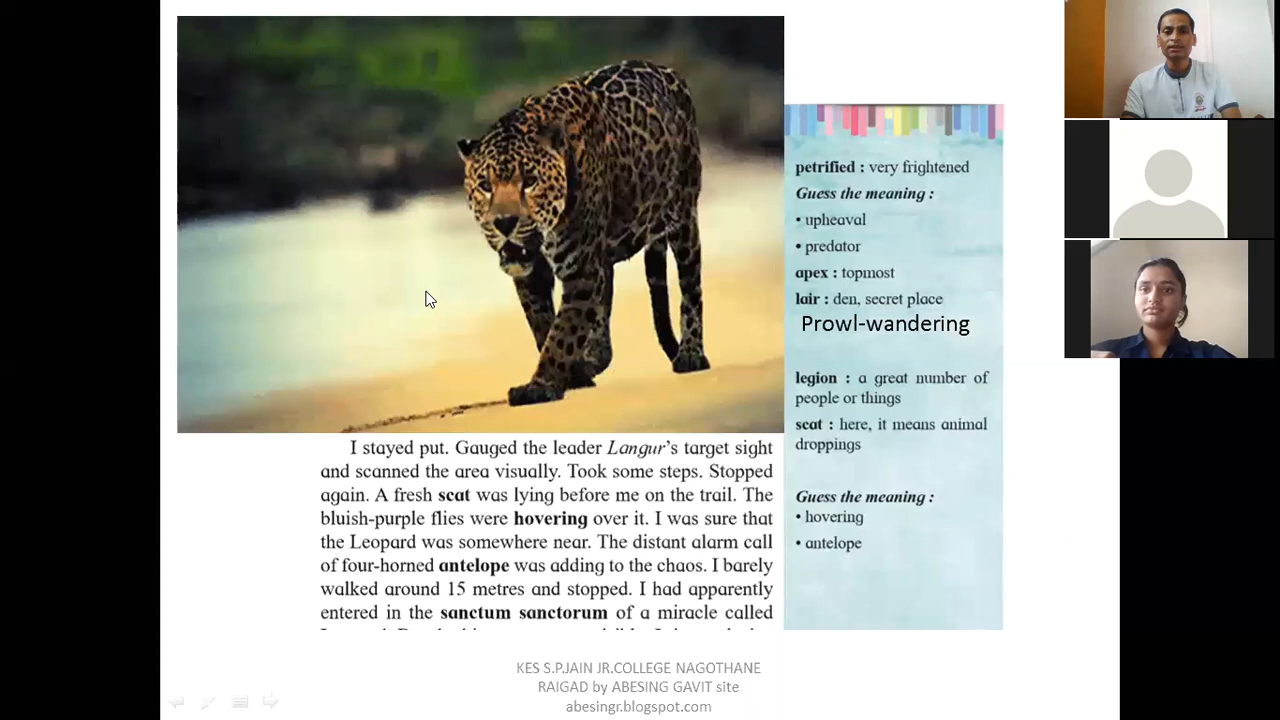 petrified : very frightened
Guess the meaning :
• upheaval
• predator
apex : topmost
lair : den, secret place
Prowl-wandering
legion : a great number of
people or things
scat : here, it means animal
droppings
Guess the meaning :
• hovering
• antelope
I stayed put. Gauged the leader Langur's target sight
and scanned the area visually. Took some steps. Stopped
again. A fresh scat was lying before me on the trail. The
bluish-purple flies were hovering over it. I was sure that
the Leopard was somewhere near. The distant alarm call
of four-horned antelope was adding to the chaos. I barely
walked around 15 metres and stopped. I had apparently
entered in the sanctum sanctorum of a miracle called
KES S.P.JAIN JR.COLLEGE NAGOTHANE
RAIGAD by ABESING GAVIT site
abesingr.blogspot.com